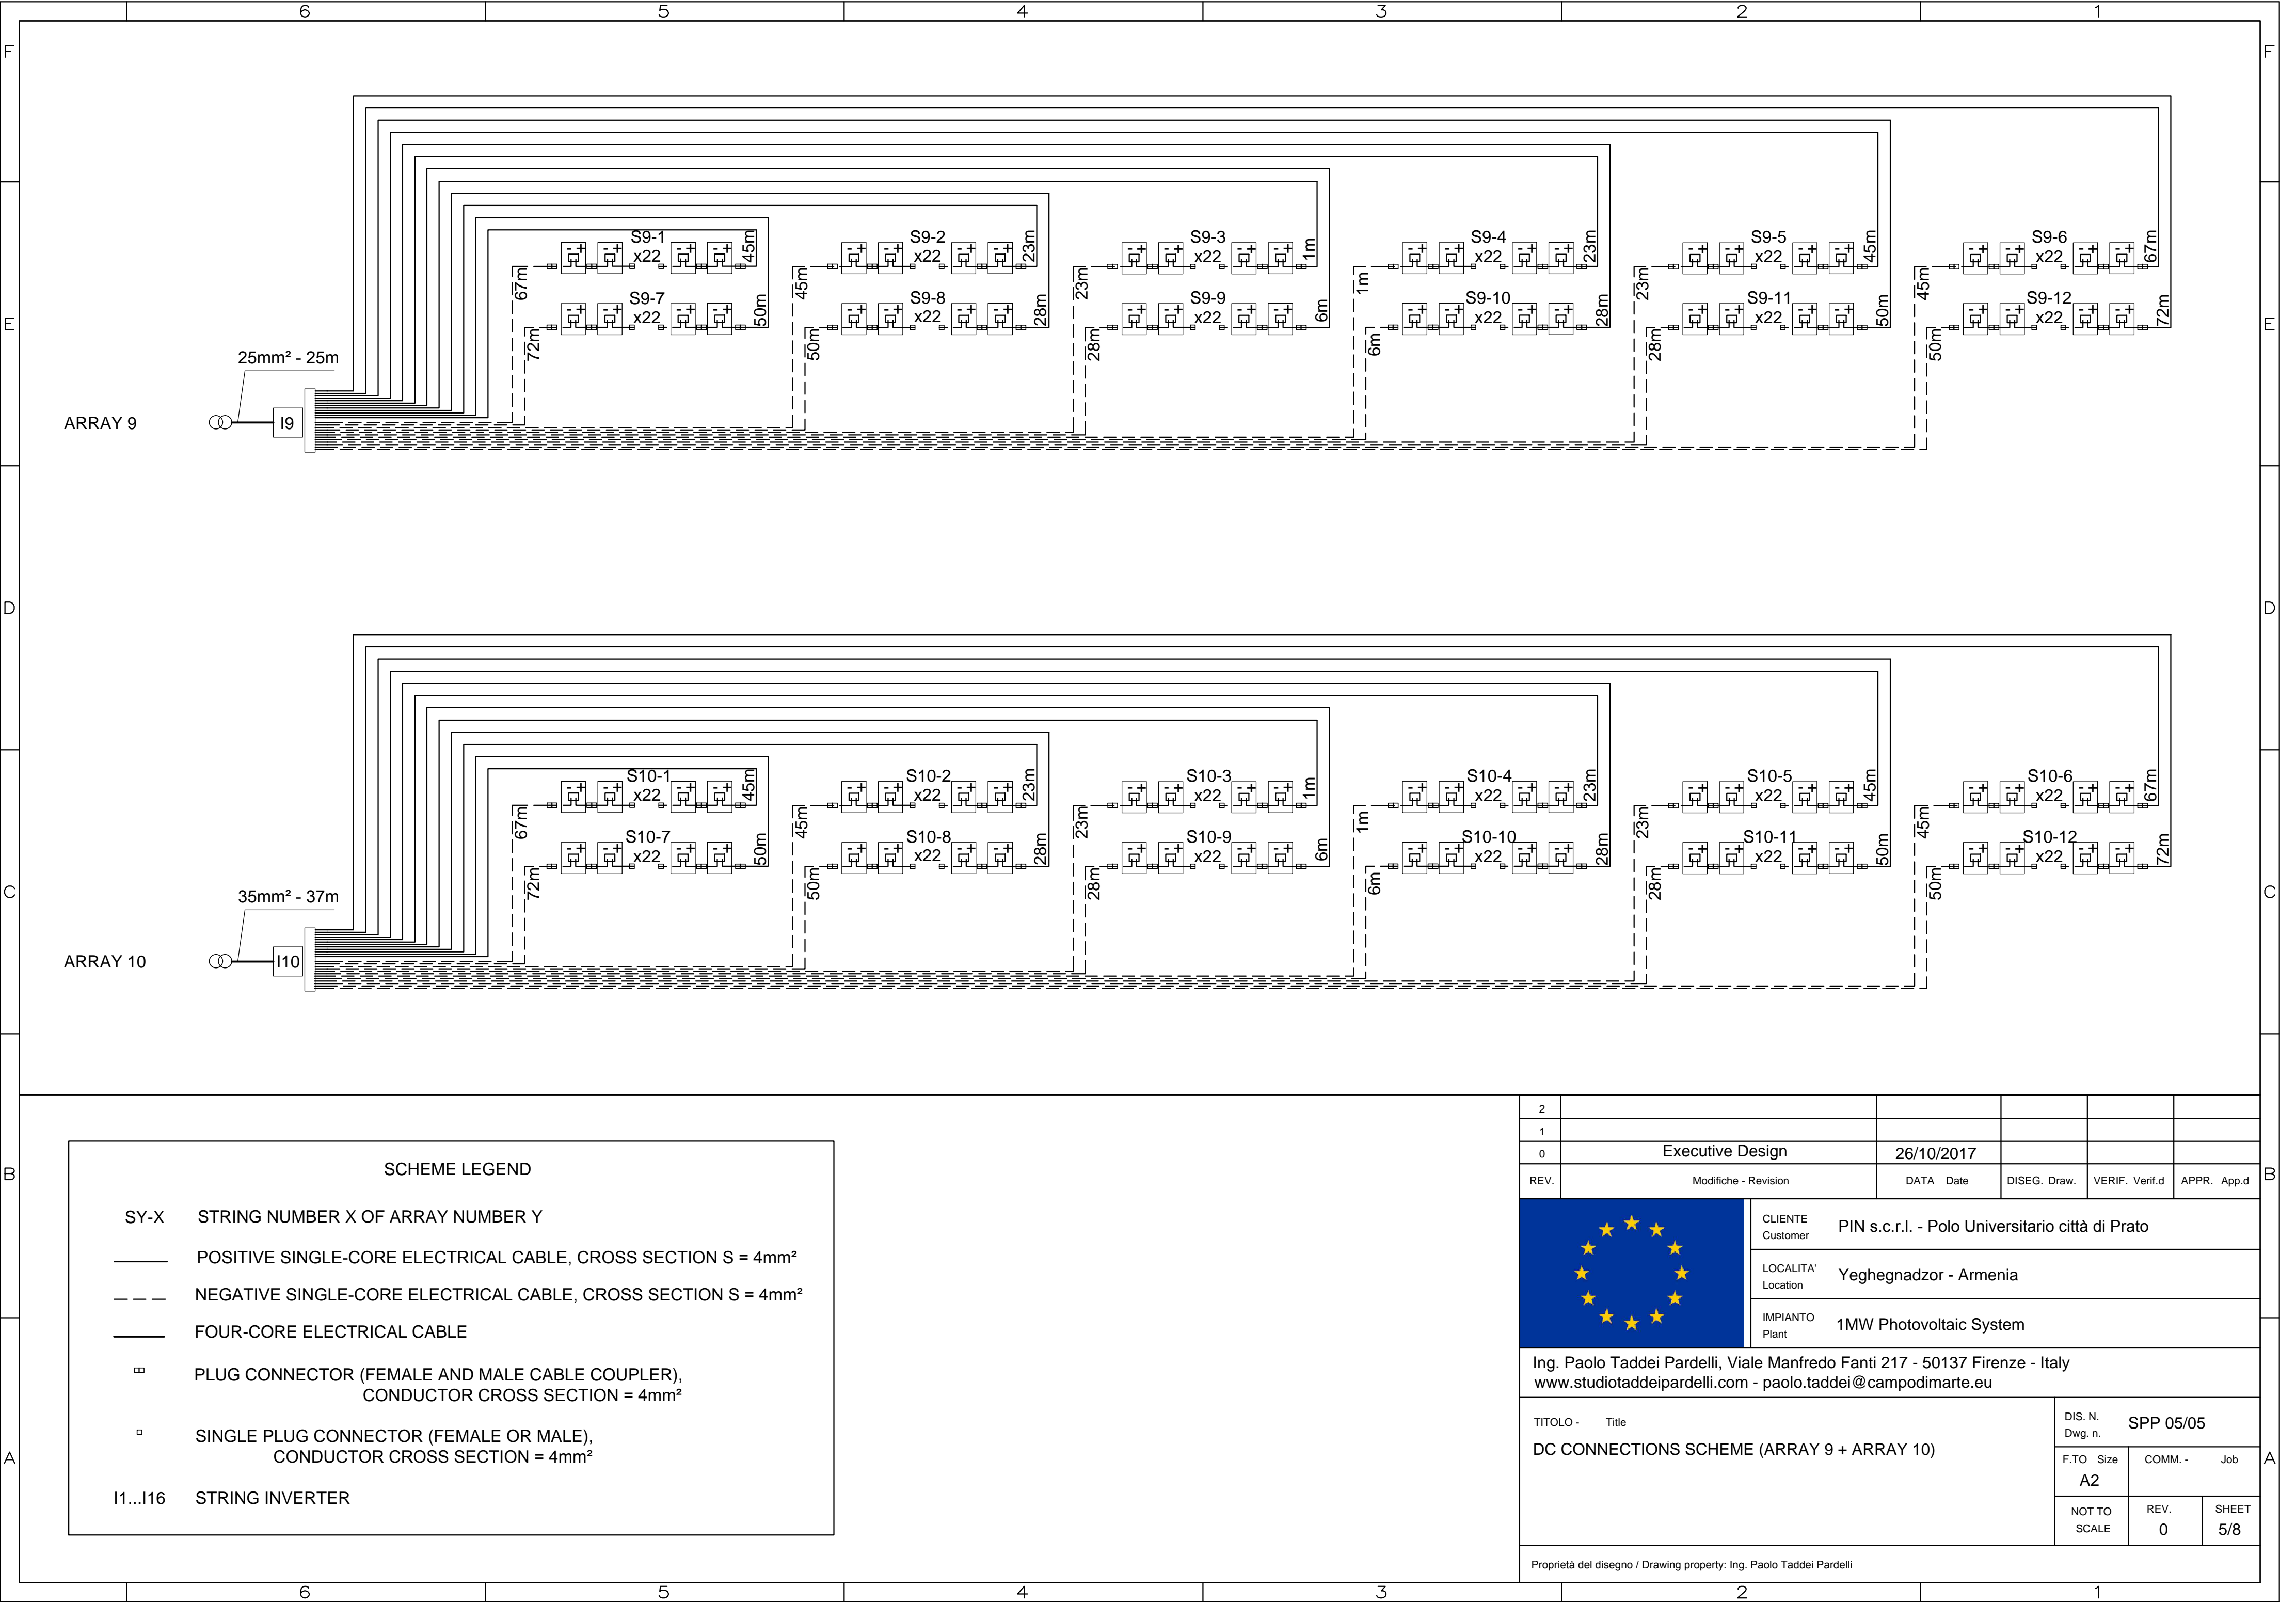 6 5 4 3 2 1
F F
S9-1 S9-2 S9-3 S9-4 S9-5 S9-6
x22 x22 x22 x22 x22 x22
45m 23m 1m 23m 45m 67m
67m 45m 23m 1m 23m 45m
S9-7 S9-8 S9-9 S9-10 S9-11 S9-12
x22 x22 x22 x22 x22 x22
50m 28m 6m 28m 50m 72m
72m 50m 28m 6m 28m 50m
E E
25mm² - 25m
ARRAY 9 I9
D D
S10-1 S10-2 S10-3 S10-4 S10-5 S10-6
x22 x22 x22 x22 x22 x22
45m 23m 1m 23m 45m 67m
67m 45m 23m 1m 23m 45m
S10-7 S10-8 S10-9 S10-10 S10-11 S10-12
x22 x22 x22 x22 x22 x22
50m 28m 6m 28m 50m 72m
72m 50m 28m 6m 28m 50m
C C
35mm² - 37m
ARRAY 10 I10
B B
SCHEME LEGEND
SY-X STRING NUMBER X OF ARRAY NUMBER Y
POSITIVE SINGLE-CORE ELECTRICAL CABLE, CROSS SECTION S = 4mm²
NEGATIVE SINGLE-CORE ELECTRICAL CABLE, CROSS SECTION S = 4mm²
FOUR-CORE ELECTRICAL CABLE
PLUG CONNECTOR (FEMALE AND MALE CABLE COUPLER),
CONDUCTOR CROSS SECTION = 4mm²
SINGLE PLUG CONNECTOR (FEMALE OR MALE),
CONDUCTOR CROSS SECTION = 4mm²
I1...I16 STRING INVERTER
2
1
0 Executive Design 26/10/2017
REV. Modifiche - Revision DATA Date DISEG. Draw. VERIF. Verif.d APPR. App.d
CLIENTE
Customer
PIN s.c.r.l. - Polo Universitario città di Prato
LOCALITA'
Location
Yeghegnadzor - Armenia
IMPIANTO
Plant
1MW Photovoltaic System
Ing. Paolo Taddei Pardelli, Viale Manfredo Fanti 217 - 50137 Firenze - Italy
www.studiotaddeipardelli.com - paolo.taddei@campodimarte.eu
TITOLO - Title
DC CONNECTIONS SCHEME (ARRAY 9 + ARRAY 10)
DIS. N.
Dwg. n.
SPP 05/05
F.TO Size
A2
COMM. - Job
NOT TO
SCALE
REV.
0
SHEET
5/8
Proprietà del disegno / Drawing property: Ing. Paolo Taddei Pardelli
A A
6 5 4 3 2 1